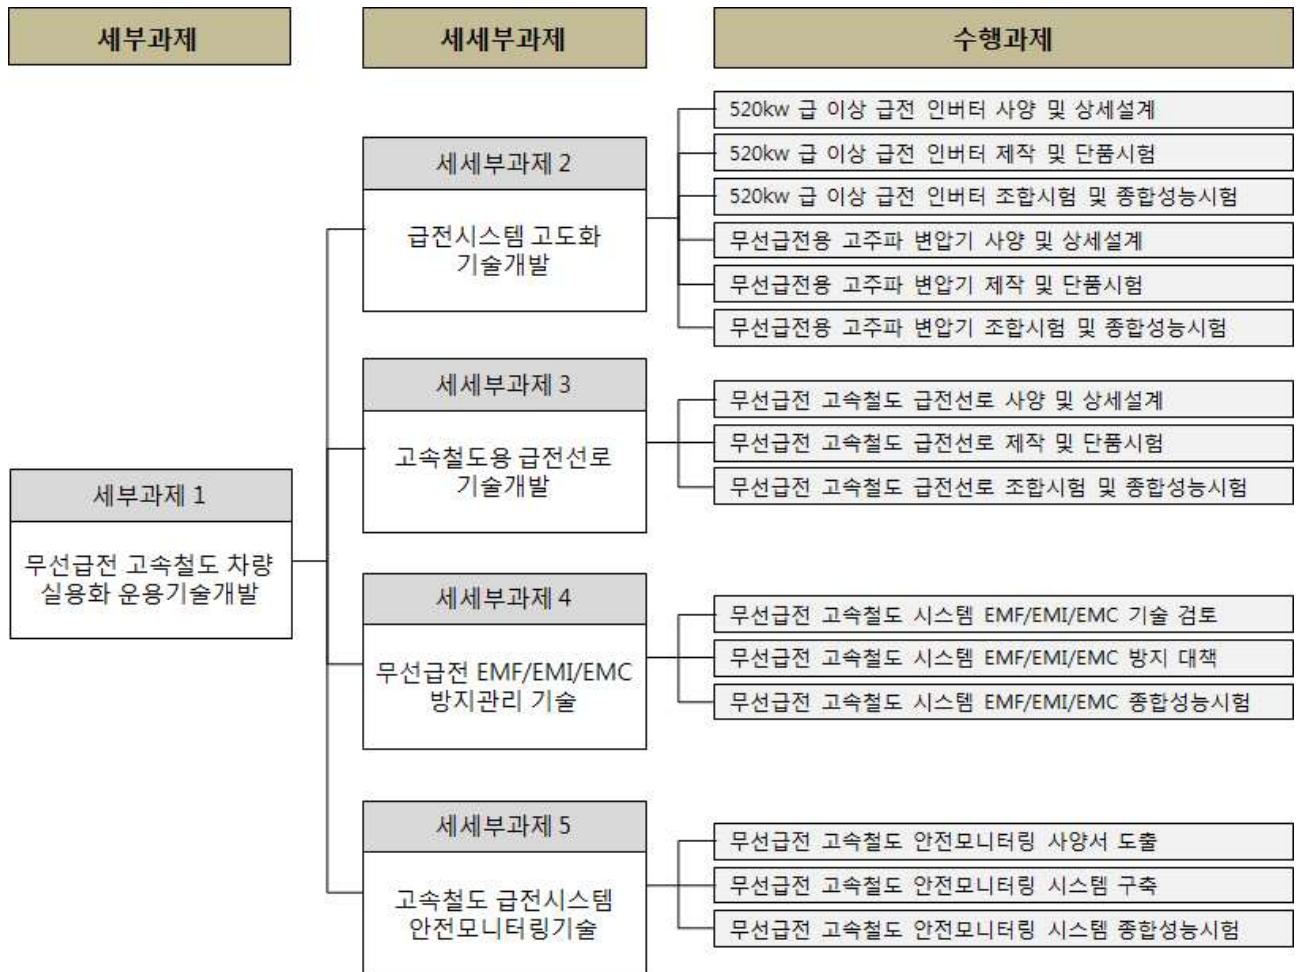 세부과제
세세부과제
수행과제
세부과제 1
무선급전 고속철도 차량
실용화 운용기술개발
세세부과제 2
급전시스템 고도화
기술개발
520kw 급 이상 급전 인버터 사양 및 상세설계
520kw 급 이상 급전 인버터 제작 및 단품시험
520kw 급 이상 급전 인버터 조합시험 및 종합성능시험
무선급전용 고주파 변압기 사양 및 상세설계
무선급전용 고주파 변압기 제작 및 단품시험
무선급전용 고주파 변압기 조합시험 및 종합성능시험
세세부과제 3
고속철도용 급전선로
기술개발
무선급전 고속철도 급전선로 사양 및 상세설계
무선급전 고속철도 급전선로 제작 및 단품시험
무선급전 고속철도 급전선로 조합시험 및 종합성능시험
세세부과제 4
무선급전 EMF/EMI/EMC
방지관리 기술
무선급전 고속철도 시스템 EMF/EMI/EMC 기술 검토
무선급전 고속철도 시스템 EMF/EMI/EMC 방지 대책
무선급전 고속철도 시스템 EMF/EMI/EMC 종합성능시험
세세부과제 5
고속철도 급전시스템
안전모니터링기술
무선급전 고속철도 안전모니터링 사양서 도출
무선급전 고속철도 안전모니터링 시스템 구축
무선급전 고속철도 안전모니터링 시스템 종합성능시험